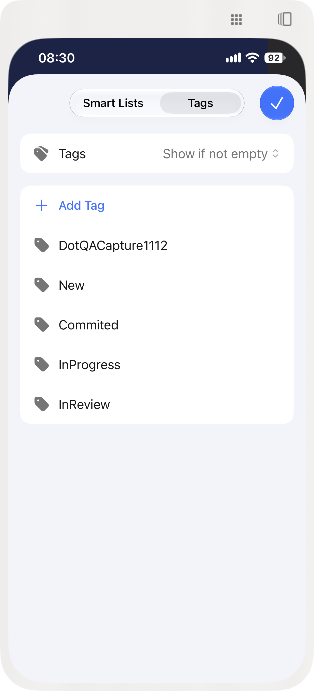 08:30
92
Smart Lists Tags
Tags Show if not empty
Add Tag
DotQACapture1112
New
Commited
InProgress
InReview